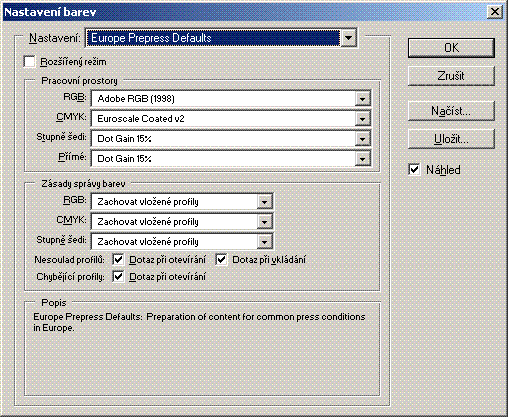 Nastavení barev
Nastavení: Europe Prepress Defaults
Rozšířený režim
Pracovní prostory
RGB: Adobe RGB (1998)
CMYK: Euroscale Coated v2
Stupně šedi: Dot Gain 15%
Přímé: Dot Gain 15%
Zásady správy barev
RGB: Zachovat vložené profily
CMYK: Zachovat vložené profily
Stupně šedi: Zachovat vložené profily
Nesoulad profilů: Dotaz při otevírání Dotaz při vkládání
Chybějící profily: Dotaz při otevírání
Popis
Europe Prepress Defaults: Preparation of content for common press conditions
in Europe.
OK
Zrušit
Načíst...
Uložit...
Náhled